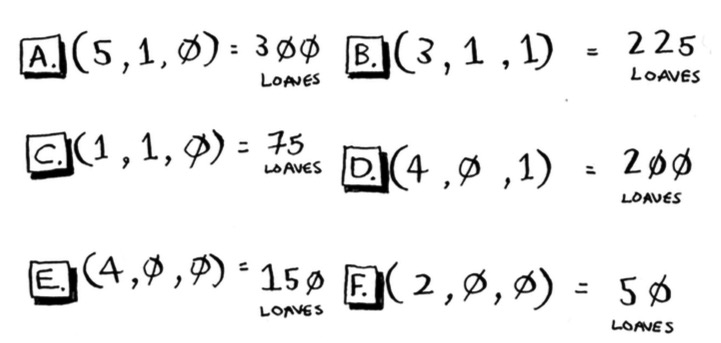 A. (5, 1, Ø) = 3ØØ LOAVES
B. (3, 1, 1) = 225 LOAVES
C. (1, 1, Ø) = 75 LOAVES
D. (4, Ø, 1) = 2ØØ LOAVES
E. (4, Ø, Ø) = 15Ø LOAVES
F. (2, Ø, Ø) = 5Ø LOAVES